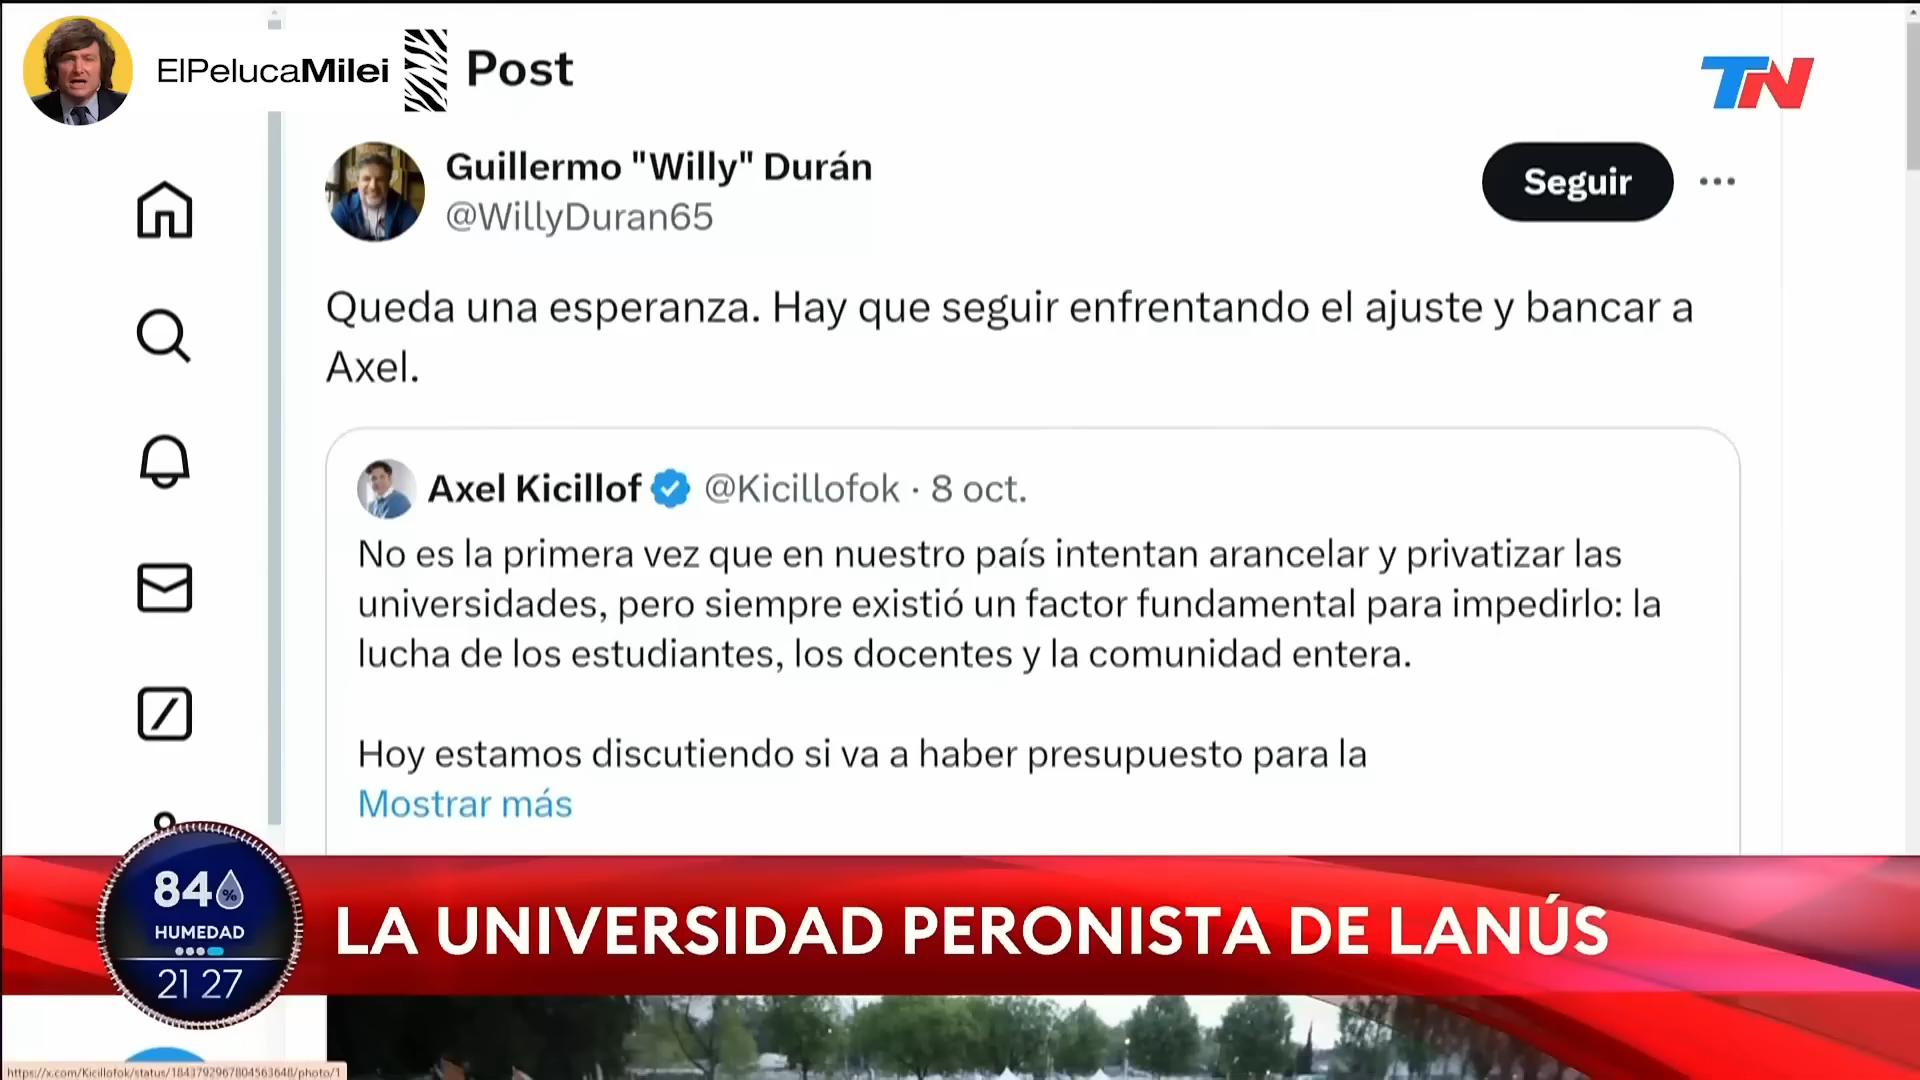 ElPelucaMilei
Post
TN
Guillermo "Willy" Durán
@WillyDuran65
Seguir
Queda una esperanza. Hay que seguir enfrentando el ajuste y bancar a
Axel.
Axel Kicillof @Kicillofok · 8 oct.
No es la primera vez que en nuestro país intentan arancelar y privatizar las
universidades, pero siempre existió un factor fundamental para impedirlo: la
lucha de los estudiantes, los docentes y la comunidad entera.
Hoy estamos discutiendo si va a haber presupuesto para la
Mostrar más
84%
HUMEDAD
21 27
LA UNIVERSIDAD PERONISTA DE LANÚS
https://x.com/Kicillofok/status/1843792967804563648/photo/1